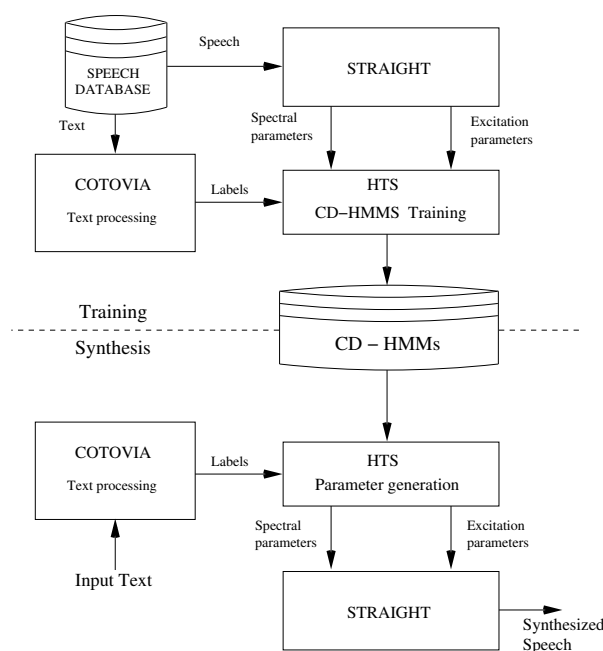 Speech
SPEECH
DATABASE
STRAIGHT
Text
Spectral
parameters
Excitation
parameters
COTOVIA
Text processing
Labels
HTS
CD-HMMS Training
Training
Synthesis
CD – HMMs
COTOVIA
Text processing
Labels
HTS
Parameter generation
Input Text
Spectral
parameters
Excitation
parameters
STRAIGHT
Synthesized
Speech